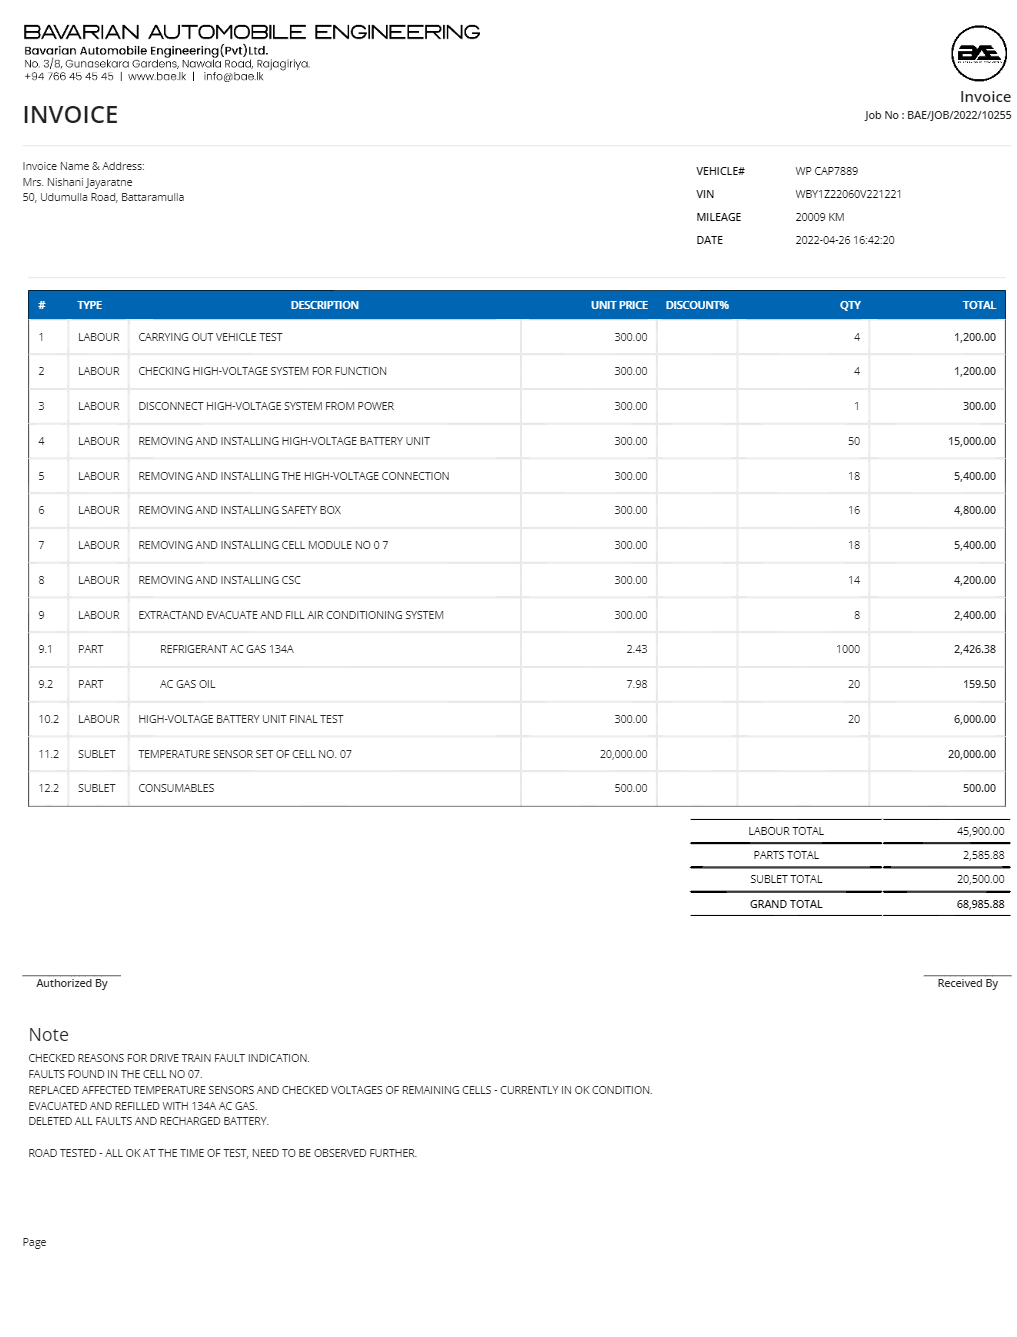 BAVARIAN AUTOMOBILE ENGINEERING
Bavarian Automobile Engineering(Pvt)Ltd.
No. 3/8, Gunasekara Gardens, Nawala Road, Rajagiriya.
+94 766 45 45 45 | www.bae.lk | info@bae.lk
BAE
INVOICE
Invoice
Job No : BAE/JOB/2022/10255
Invoice Name & Address:
Mrs. Nishani Jayaratne
50, Udumulla Road, Battaramulla
VEHICLE# WP CAP7889
VIN WBY1Z22060V221221
MILEAGE 20009 KM
DATE 2022-04-26 16:42:20
# TYPE DESCRIPTION UNIT PRICE DISCOUNT% QTY TOTAL
1 LABOUR CARRYING OUT VEHICLE TEST 300.00 4 1,200.00
2 LABOUR CHECKING HIGH-VOLTAGE SYSTEM FOR FUNCTION 300.00 4 1,200.00
3 LABOUR DISCONNECT HIGH-VOLTAGE SYSTEM FROM POWER 300.00 1 300.00
4 LABOUR REMOVING AND INSTALLING HIGH-VOLTAGE BATTERY UNIT 300.00 50 15,000.00
5 LABOUR REMOVING AND INSTALLING THE HIGH-VOLTAGE CONNECTION 300.00 18 5,400.00
6 LABOUR REMOVING AND INSTALLING SAFETY BOX 300.00 16 4,800.00
7 LABOUR REMOVING AND INSTALLING CELL MODULE NO 0 7 300.00 18 5,400.00
8 LABOUR REMOVING AND INSTALLING CSC 300.00 14 4,200.00
9 LABOUR EXTRACTAND EVACUATE AND FILL AIR CONDITIONING SYSTEM 300.00 8 2,400.00
9.1 PART REFRIGERANT AC GAS 134A 2.43 1000 2,426.38
9.2 PART AC GAS OIL 7.98 20 159.50
10.2 LABOUR HIGH-VOLTAGE BATTERY UNIT FINAL TEST 300.00 20 6,000.00
11.2 SUBLET TEMPERATURE SENSOR SET OF CELL NO. 07 20,000.00 20,000.00
12.2 SUBLET CONSUMABLES 500.00 500.00
LABOUR TOTAL 45,900.00
PARTS TOTAL 2,585.88
SUBLET TOTAL 20,500.00
GRAND TOTAL 68,985.88
Authorized By
Received By
Note
CHECKED REASONS FOR DRIVE TRAIN FAULT INDICATION.
FAULTS FOUND IN THE CELL NO 07.
REPLACED AFFECTED TEMPERATURE SENSORS AND CHECKED VOLTAGES OF REMAINING CELLS - CURRENTLY IN OK CONDITION.
EVACUATED AND REFILLED WITH 134A AC GAS.
DELETED ALL FAULTS AND RECHARGED BATTERY.
ROAD TESTED - ALL OK AT THE TIME OF TEST, NEED TO BE OBSERVED FURTHER.
Page